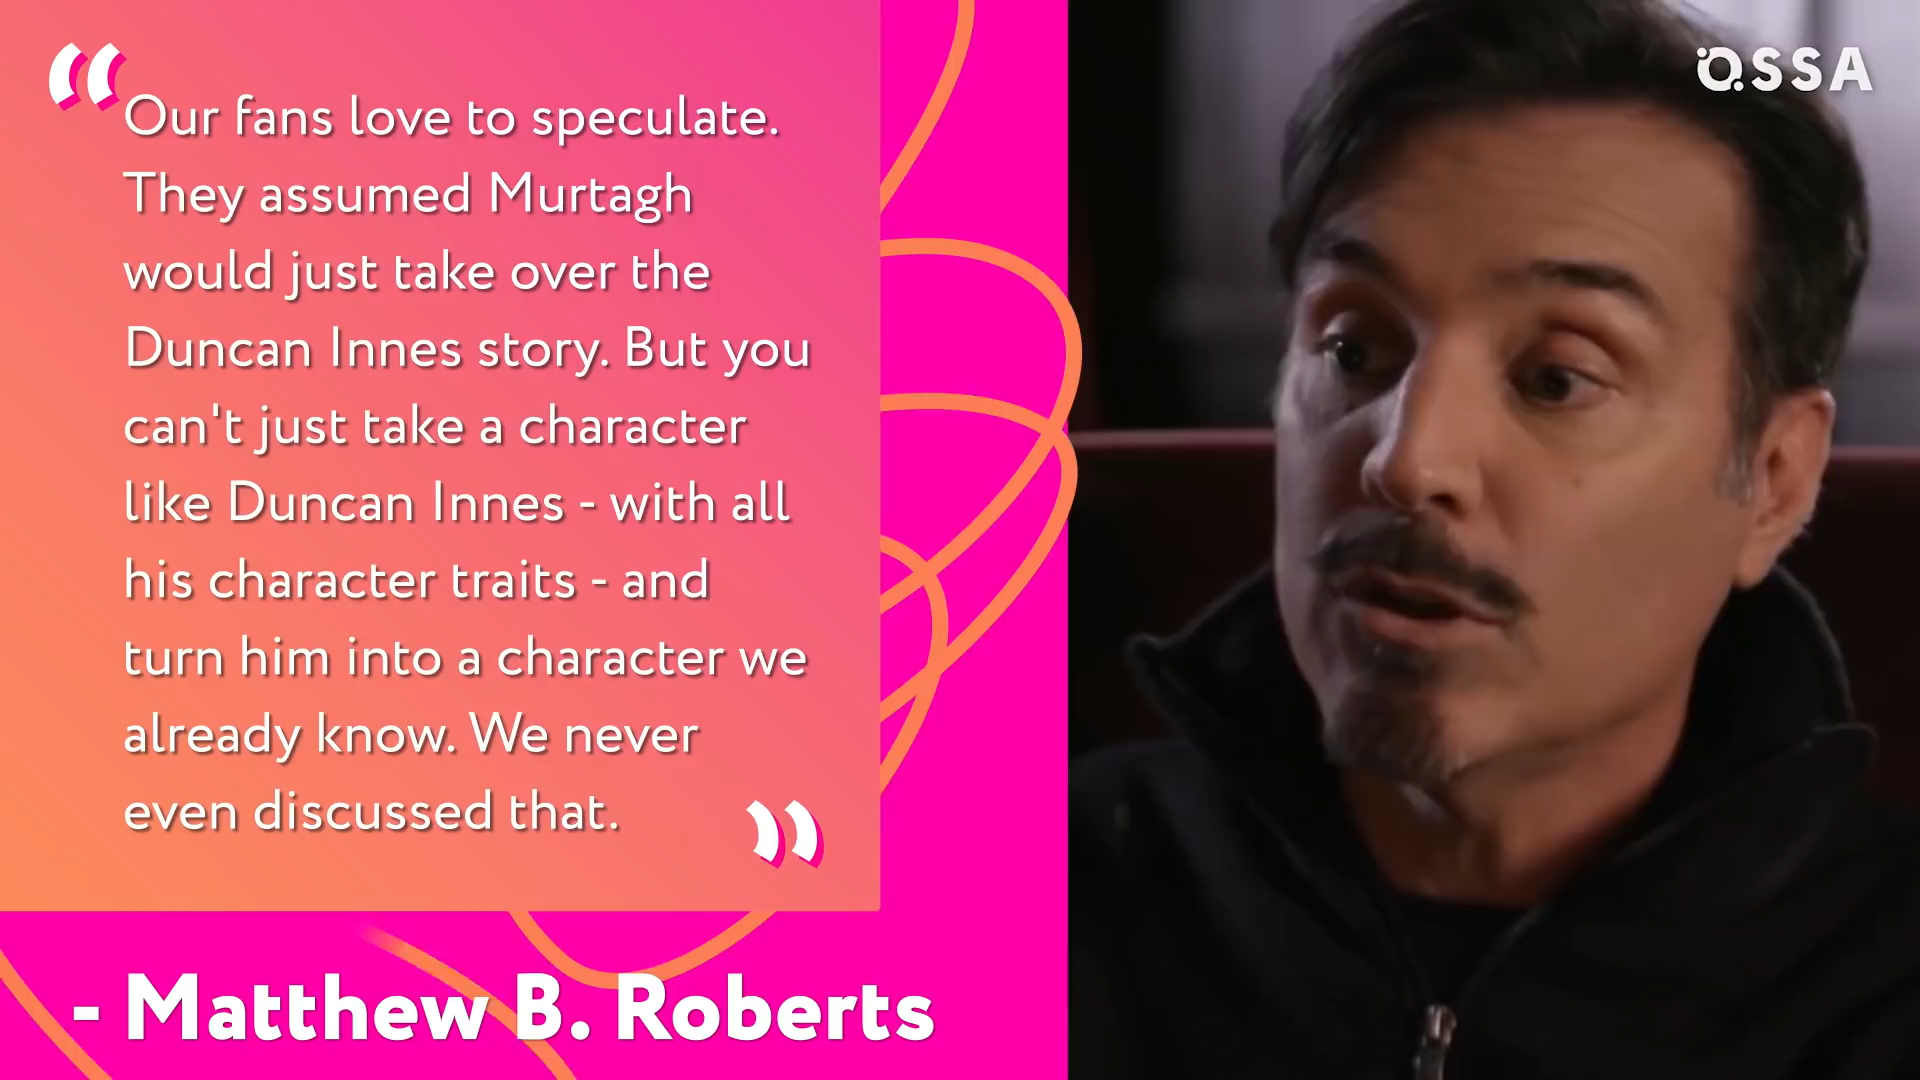 “Our fans love to speculate.
They assumed Murtagh
would just take over the
Duncan Innes story. But you
can't just take a character
like Duncan Innes - with all
his character traits - and
turn him into a character we
already know. We never
even discussed that.”
- Matthew B. Roberts
OSSA